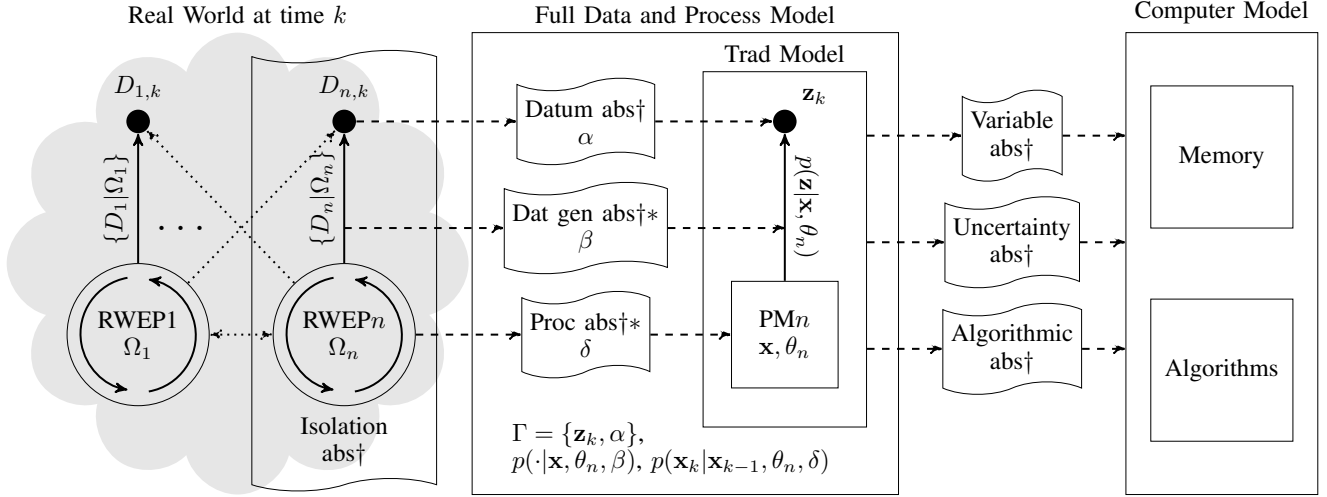 Real World at time k
Full Data and Process Model
Computer Model
Trad Model
D₁,ₖ
Dₙ,ₖ
{D₁|Ω₁}
. . .
{Dₙ|Ωₙ}
RWEP1
Ω₁
RWEPn
Ωₙ
Isolation
abs†
Datum abs†
α
Dat gen abs†*
β
Proc abs†*
δ
𝐳ₖ
p(𝐳|𝐱, θₙ)
PMn
𝐱, θₙ
Γ = {𝐳ₖ, α},
p(·|𝐱, θₙ, β), p(𝐱ₖ|𝐱ₖ₋₁, θₙ, δ)
Variable
abs†
Uncertainty
abs†
Algorithmic
abs†
Memory
Algorithms